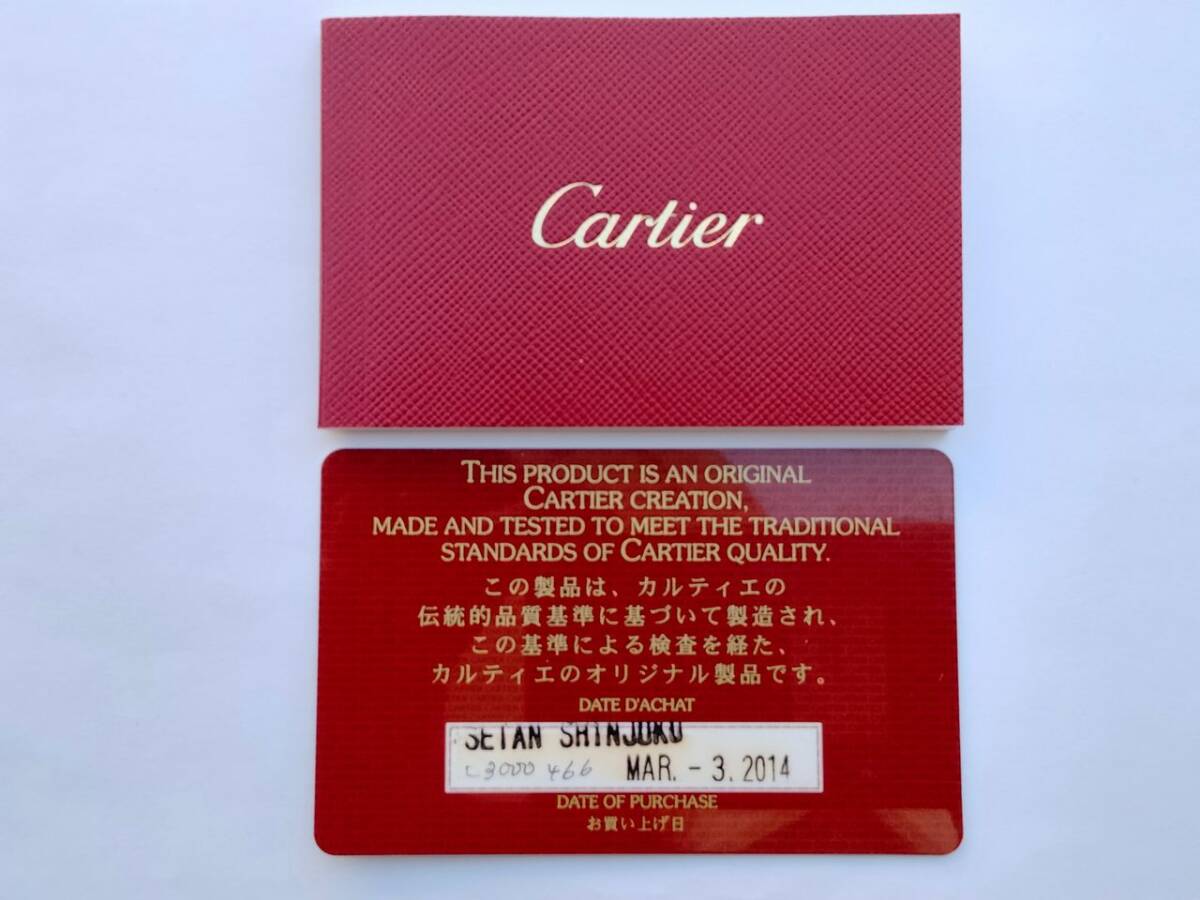 Cartier
THIS PRODUCT IS AN ORIGINAL
CARTIER CREATION,
MADE AND TESTED TO MEET THE TRADITIONAL
STANDARDS OF CARTIER QUALITY.
この製品は、カルティエの
伝統的品質基準に基づいて製造され、
この基準による検査を経た、
カルティエのオリジナル製品です。
DATE D'ACHAT
SETAN SHINJUKU
3000 466 MAR. - 3. 2014
DATE OF PURCHASE
お買い上げ日